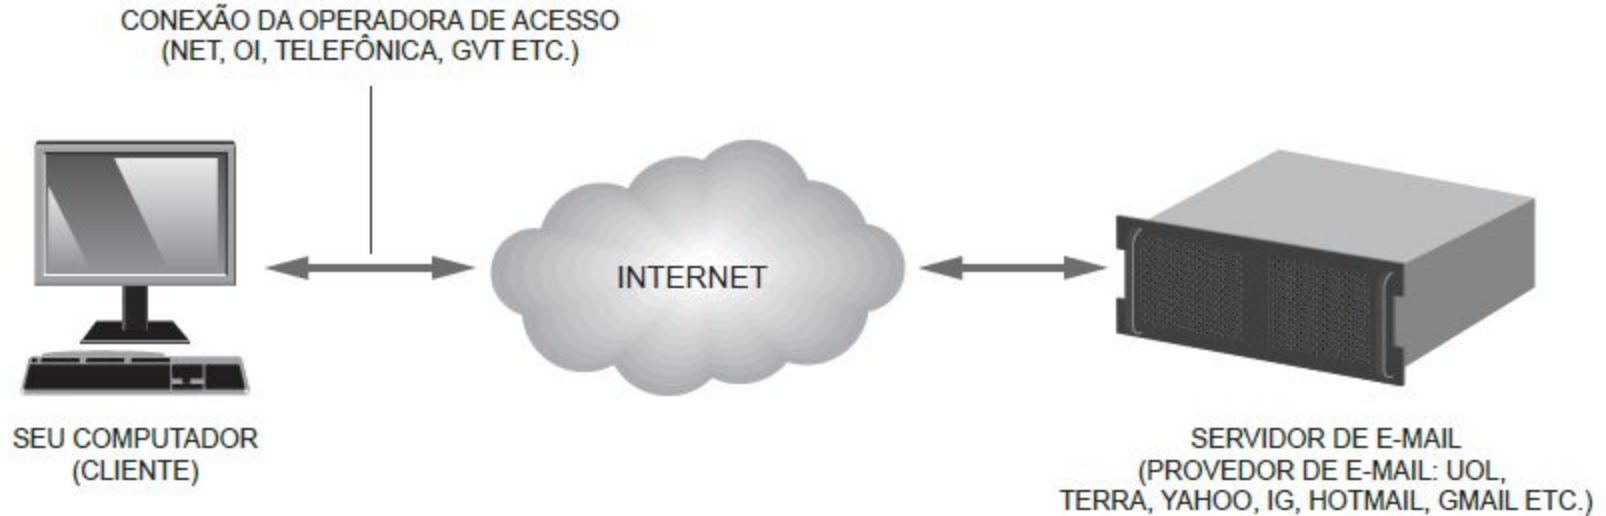 CONEXÃO DA OPERADORA DE ACESSO
(NET, OI, TELEFÔNICA, GVT ETC.)
INTERNET
SEU COMPUTADOR
(CLIENTE)
SERVIDOR DE E-MAIL
(PROVEDOR DE E-MAIL: UOL,
TERRA, YAHOO, IG, HOTMAIL, GMAIL ETC.)